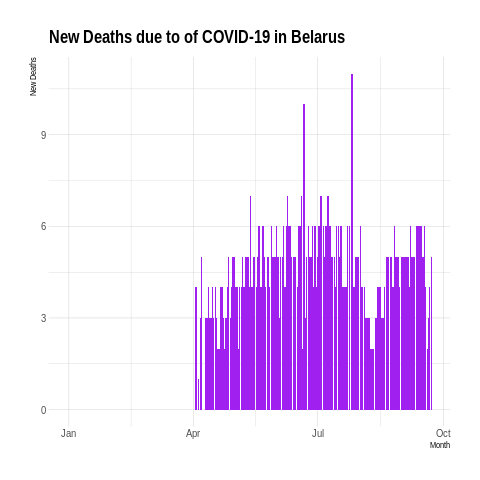 New Deaths due to of COVID-19 in Belarus
New Deaths
9
6
3
0
Jan Apr Jul Oct
Month